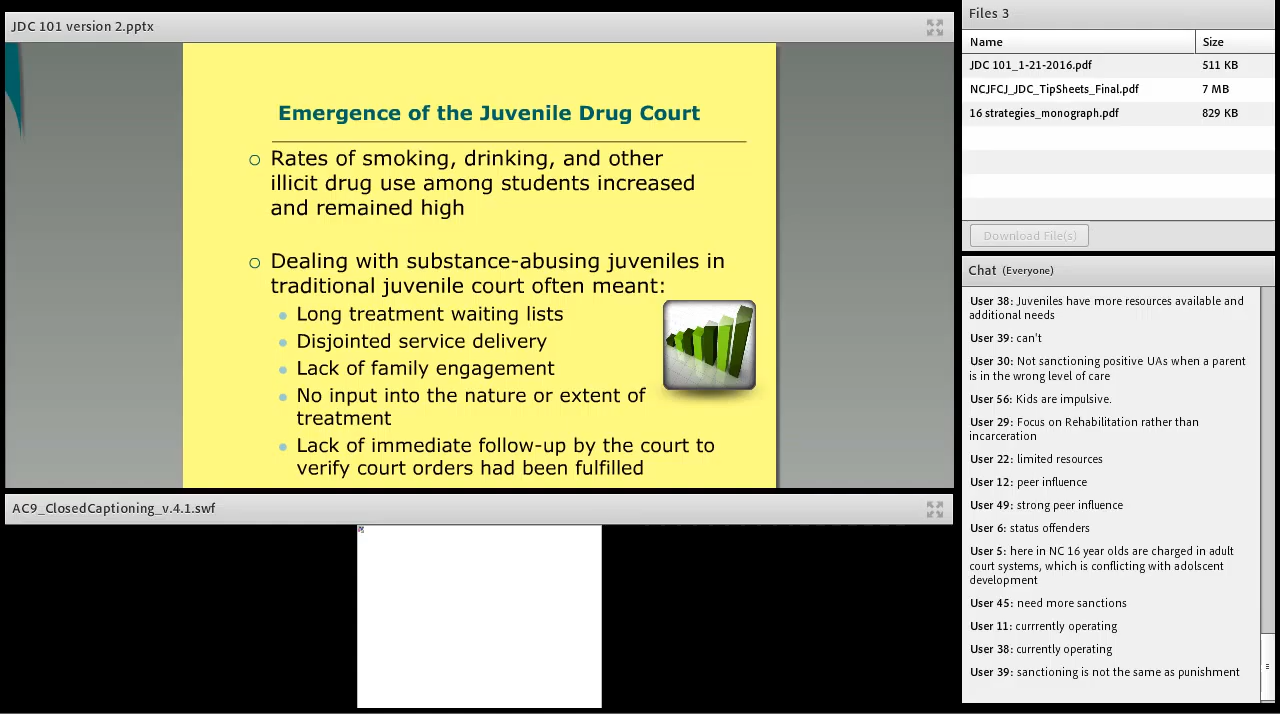 JDC 101 version 2.pptx
Emergence of the Juvenile Drug Court
Rates of smoking, drinking, and other
illicit drug use among students increased
and remained high
Dealing with substance-abusing juveniles in
traditional juvenile court often meant:
Long treatment waiting lists
Disjointed service delivery
Lack of family engagement
No input into the nature or extent of
treatment
Lack of immediate follow-up by the court to
verify court orders had been fulfilled
AC9_ClosedCaptioning_v.4.1.swf
Files 3
Name Size
JDC 101_1-21-2016.pdf 511 KB
NCJFCJ_JDC_TipSheets_Final.pdf 7 MB
16 strategies_monograph.pdf 829 KB
Download File(s)
Chat (Everyone)
User 38: Juveniles have more resources available and
additional needs
User 39: can't
User 30: Not sanctioning positive UAs when a parent
is in the wrong level of care
User 56: Kids are impulsive.
User 29: Focus on Rehabilitation rather than
incarceration
User 22: limited resources
User 12: peer influence
User 49: strong peer influence
User 6: status offenders
User 5: here in NC 16 year olds are charged in adult
court systems, which is conflicting with adolscent
development
User 45: need more sanctions
User 11: currrently operating
User 38: currently operating
User 39: sanctioning is not the same as punishment